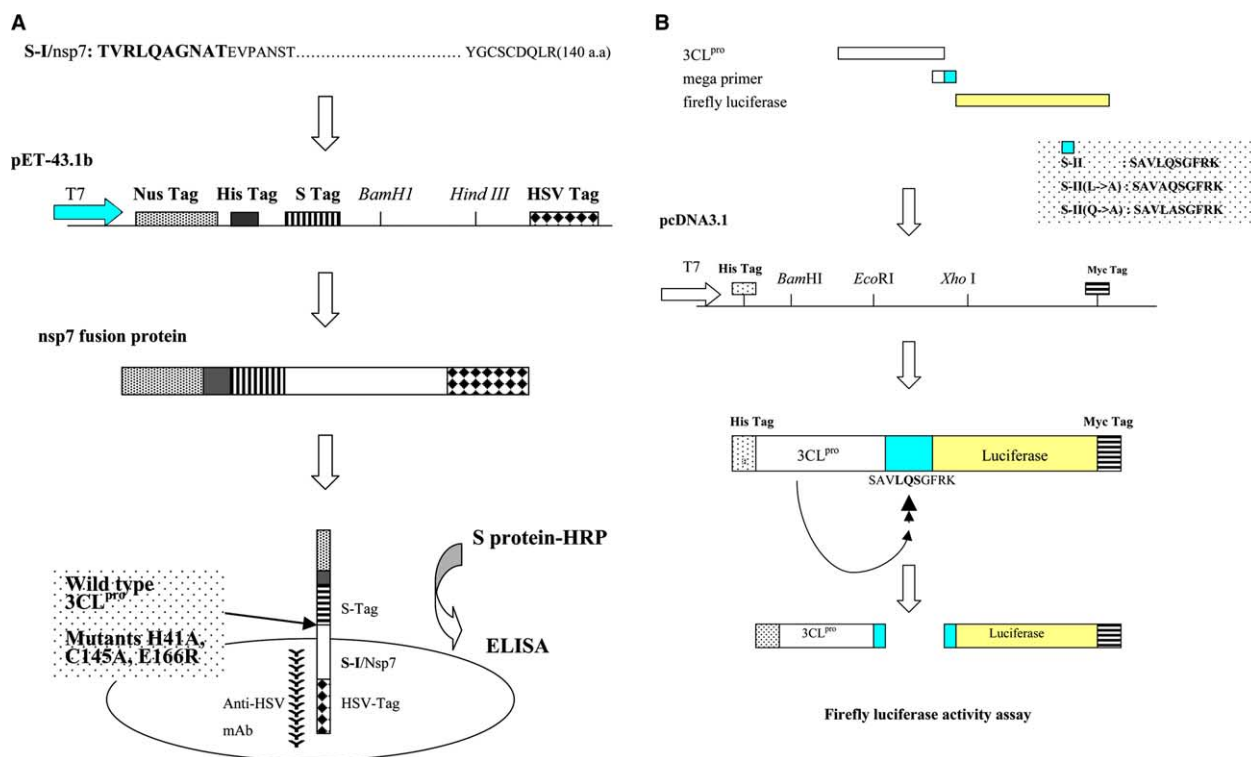 A
S-I/nsp7: TVRLQAGNATEVPANST................................YGCSCDQLR(140 a.a)
pET-43.1b
T7 Nus Tag His Tag S Tag BamH1 Hind III HSV Tag
nsp7 fusion protein
Wild type
3CLpro
Mutants H41A,
C145A, E166R
S protein-HRP
S-Tag
ELISA
S-I/Nsp7
Anti-HSV
mAb
HSV-Tag
B
3CLpro
mega primer
firefly luciferase
S-II : SAVLQSGFRK
S-II(L->A) : SAVAQSGFRK
S-II(Q->A) : SAVLASGFRK
pcDNA3.1
T7 His Tag BamHI EcoRI Xho I Myc Tag
His Tag Myc Tag
3CLpro Luciferase
SAVLQSGFRK
3CLpro Luciferase
Firefly luciferase activity assay